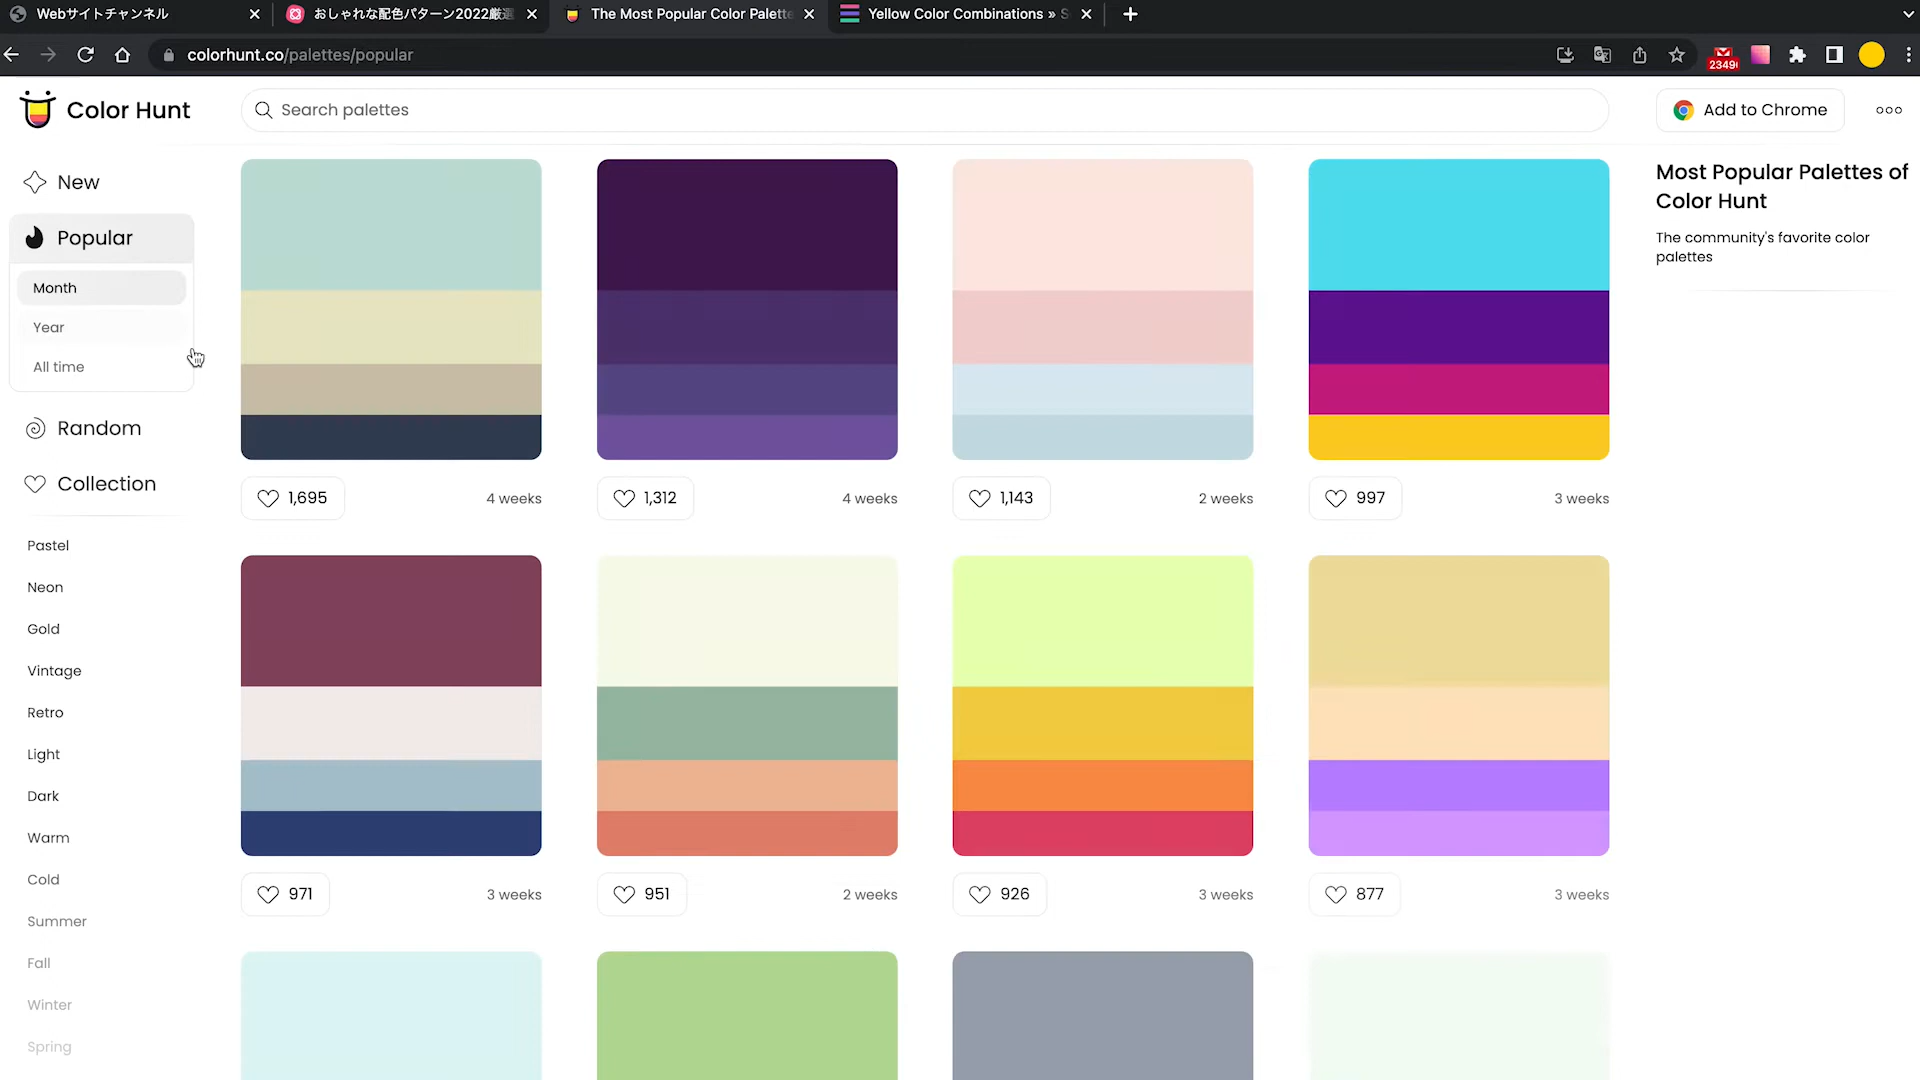 Webサイトチャンネル
おしゃれな配色パターン2022厳選
The Most Popular Color Palette
Yellow Color Combinations » S
colorhunt.co/palettes/popular
2349
Color Hunt
Search palettes
Add to Chrome
New
Popular
Month
Year
All time
Random
Collection
Pastel
Neon
Gold
Vintage
Retro
Light
Dark
Warm
Cold
Summer
Fall
Winter
Spring
1,695
4 weeks
1,312
4 weeks
1,143
2 weeks
997
3 weeks
971
3 weeks
951
2 weeks
926
3 weeks
877
3 weeks
Most Popular Palettes of
Color Hunt
The community's favorite color
palettes